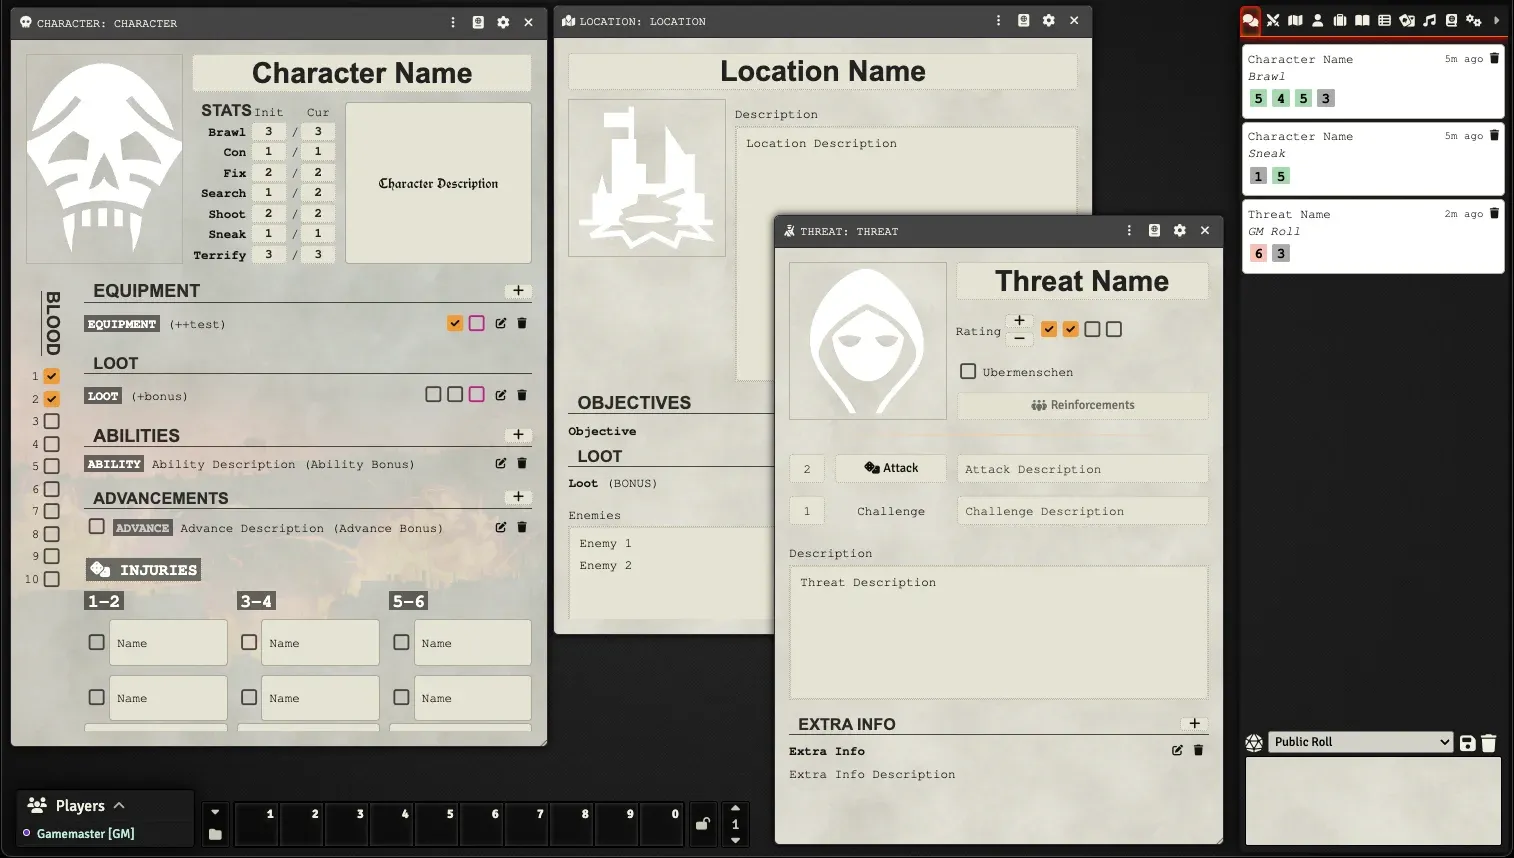 CHARACTER: CHARACTER
Character Name
STATS Init Cur
Brawl 3 / 3
Con 1 / 1
Fix 2 / 2
Search 1 / 2
Shoot 2 / 2
Sneak 1 / 1
Terrify 3 / 3
Character Description
BLOOD
1
2
3
4
5
6
7
8
9
10
EQUIPMENT +
EQUIPMENT (++test)
LOOT
LOOT (+bonus)
ABILITIES +
ABILITY Ability Description (Ability Bonus)
ADVANCEMENTS +
ADVANCE Advance Description (Advance Bonus)
INJURIES
1–2 3–4 5–6
Name Name Name
Name Name Name
LOCATION: LOCATION
Location Name
Description
Location Description
OBJECTIVES
Objective
LOOT
Loot (BONUS)
Enemies
Enemy 1
Enemy 2
THREAT: THREAT
Threat Name
Rating + −
Ubermenschen
Reinforcements
2 Attack Attack Description
1 Challenge Challenge Description
Description
Threat Description
EXTRA INFO +
Extra Info
Extra Info Description
Character Name 5m ago
Brawl
5 4 5 3
Character Name 5m ago
Sneak
1 5
Threat Name 2m ago
GM Roll
6 3
Public Roll
Players
Gamemaster [GM]
1 2 3 4 5 6 7 8 9 0
1